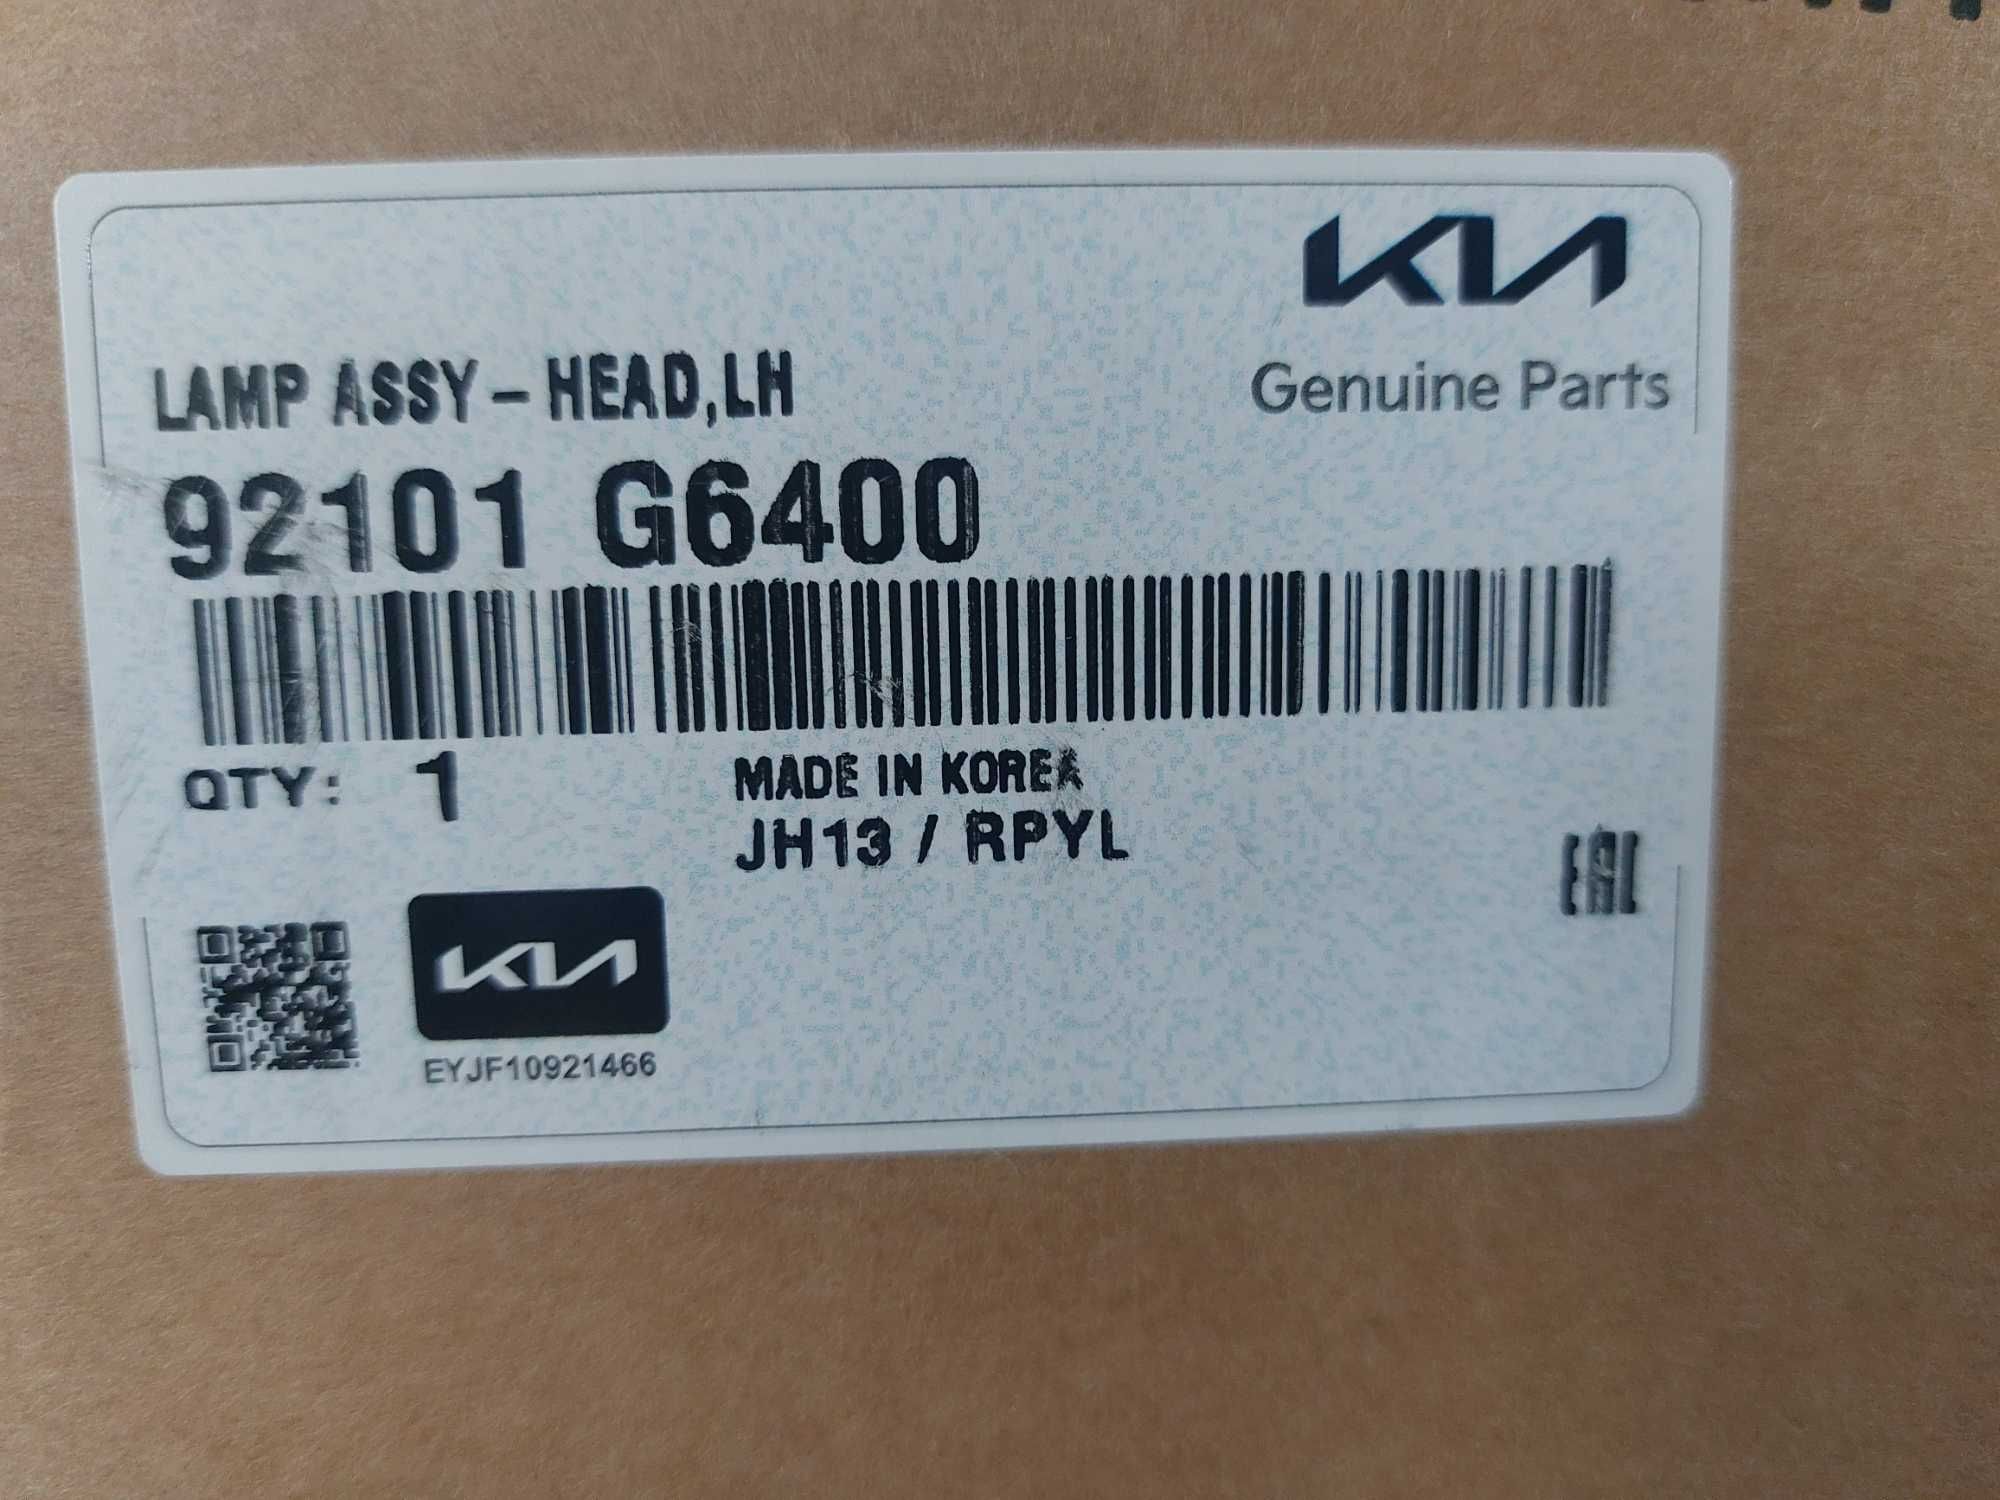 KIA
Genuine Parts
LAMP ASSY - HEAD,LH
92101 G6400
QTY: 1
MADE IN KOREA
JH13 / RPYL
EAC
KIA
EYJF10921466